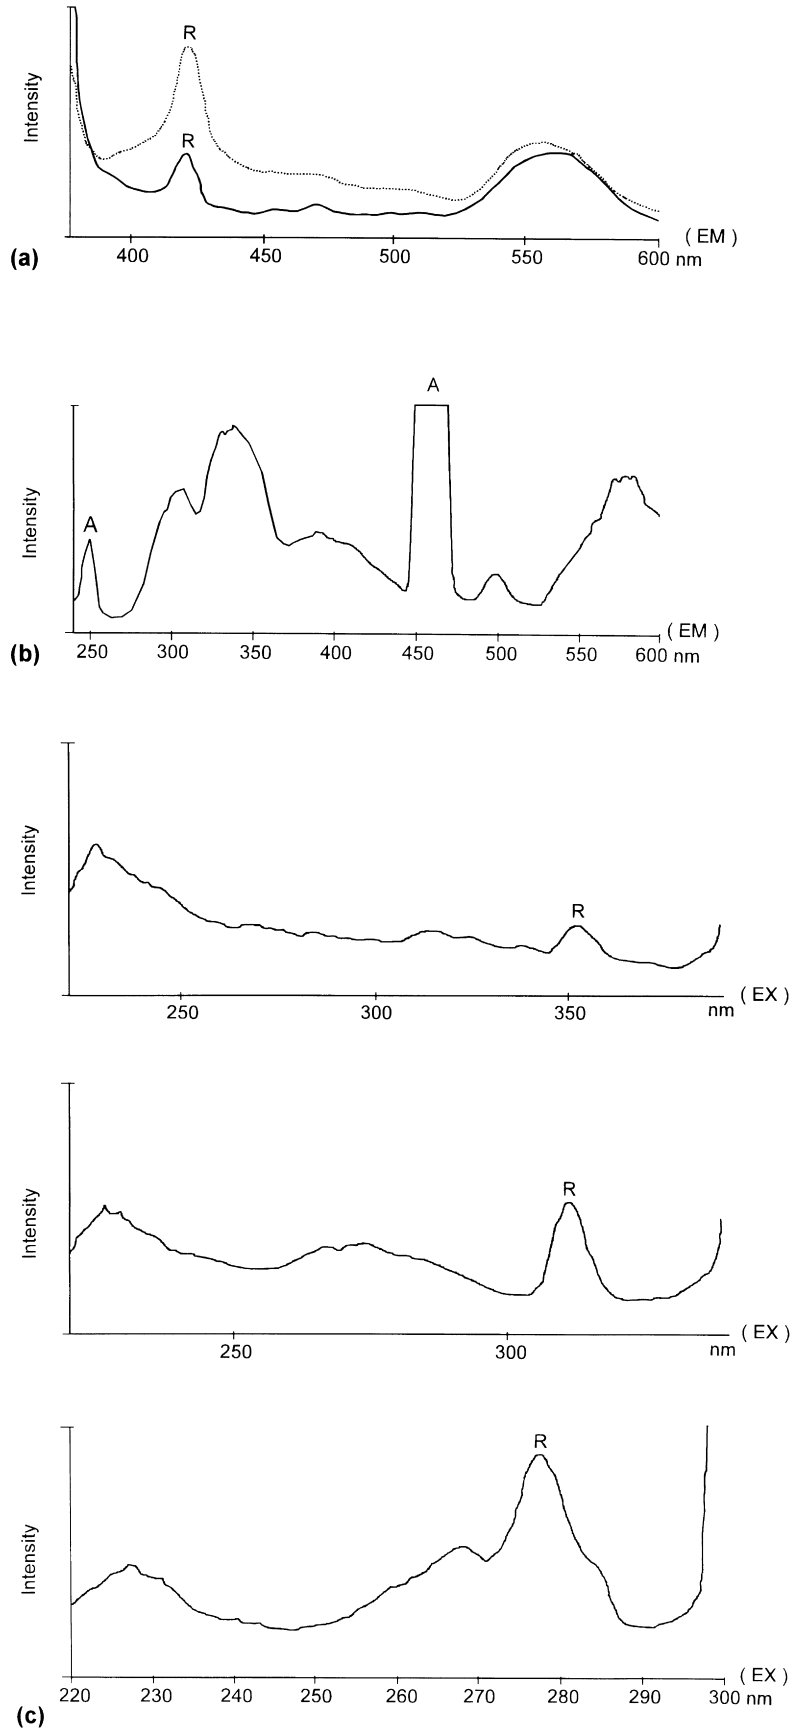 R
R
Intensity
( EM )
(a)
400 450 500 550 600 nm
A
A
Intensity
( EM )
(b)
250 300 350 400 450 500 550 600 nm
R
Intensity
( EX )
250 300 350 nm
R
Intensity
( EX )
250 300 nm
R
Intensity
( EX )
220 230 240 250 260 270 280 290 300 nm
(c)